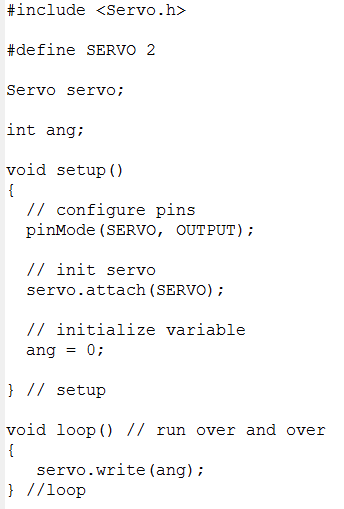 #include <Servo.h>
#define SERVO 2
Servo servo;
int ang;
void setup()
{
  // configure pins
  pinMode(SERVO, OUTPUT);
  // init servo
  servo.attach(SERVO);
  // initialize variable
  ang = 0;
} // setup
void loop() // run over and over
{
   servo.write(ang);
} //loop